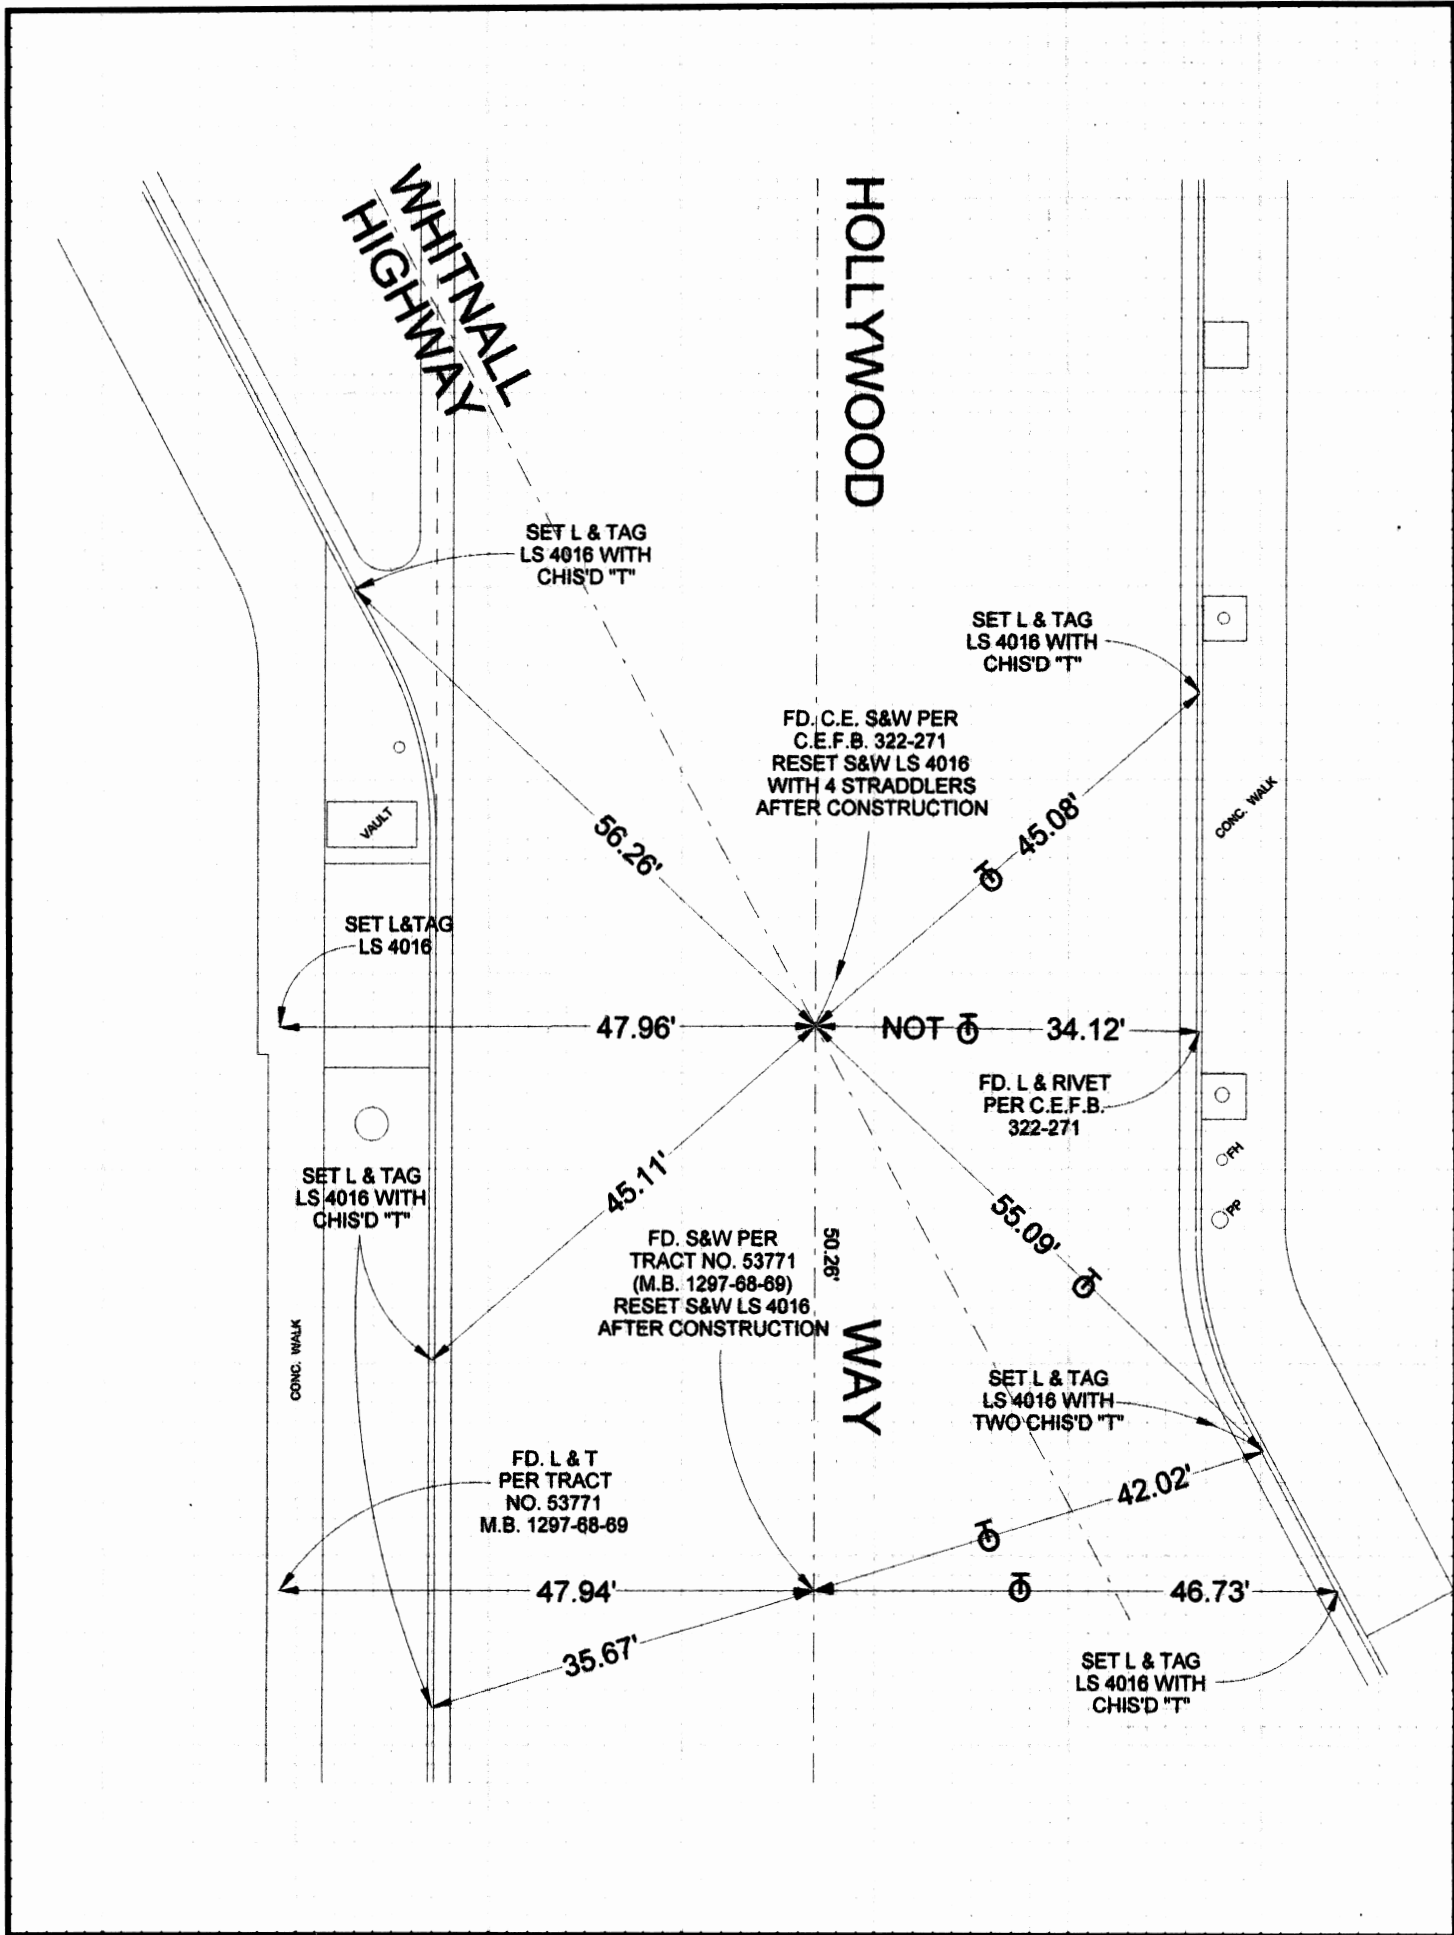 WHITNALL
HIGHWAY
HOLLYWOOD
SET L & TAG
LS 4016 WITH
CHIS'D "T"
SET L & TAG
LS 4016 WITH
CHIS'D "T"
FD. C.E. S&W PER
C.E.F.B. 322-271
RESET S&W LS 4016
WITH 4 STRADDLERS
AFTER CONSTRUCTION
VAULT
56.26'
45.08'
CONC. WALK
SET L&TAG
LS 4016
47.96'
NOT
34.12'
FD. L & RIVET
PER C.E.F.B.
322-271
FH
PP
SET L & TAG
LS 4016 WITH
CHIS'D "T"
45.11'
55.09'
FD. S&W PER
TRACT NO. 53771
(M.B. 1297-68-69)
RESET S&W LS 4016
AFTER CONSTRUCTION
50.26'
WAY
CONC. WALK
SET L & TAG
LS 4016 WITH
TWO CHIS'D "T"
FD. L & T
PER TRACT
NO. 53771
M.B. 1297-68-69
42.02'
47.94'
46.73'
35.67'
SET L & TAG
LS 4016 WITH
CHIS'D "T"